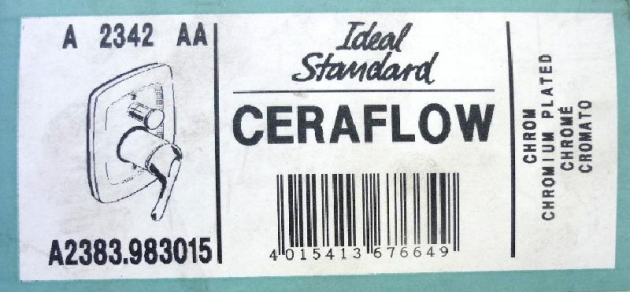 A 2342 AA
A2383.983015
Ideal
Standard
CERAFLOW
4 015413 676649
CHROM
CHROMIUM PLATED
CHROMÉ
CROMATO